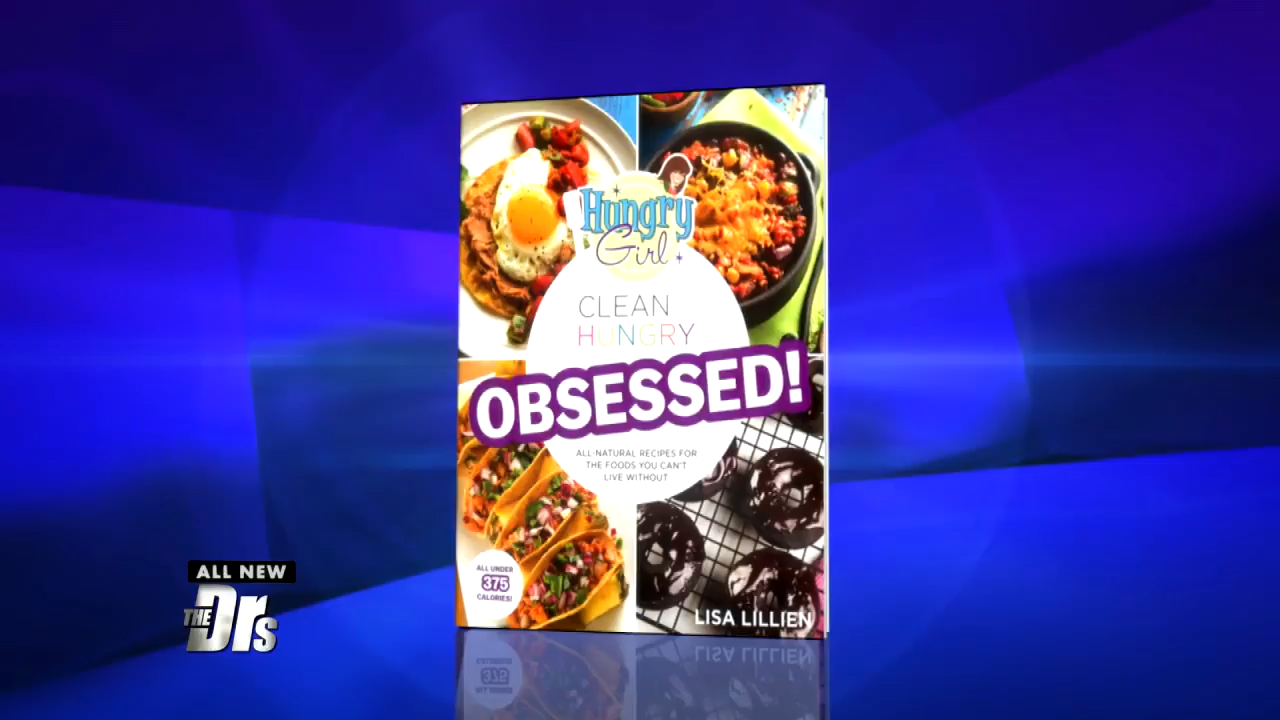 Hungry
Girl
CLEAN
HUNGRY
OBSESSED!
ALL-NATURAL RECIPES FOR
THE FOODS YOU CAN'T
LIVE WITHOUT
ALL UNDER
375
CALORIES!
LISA LILLIEN
ALL NEW
THE
Drs